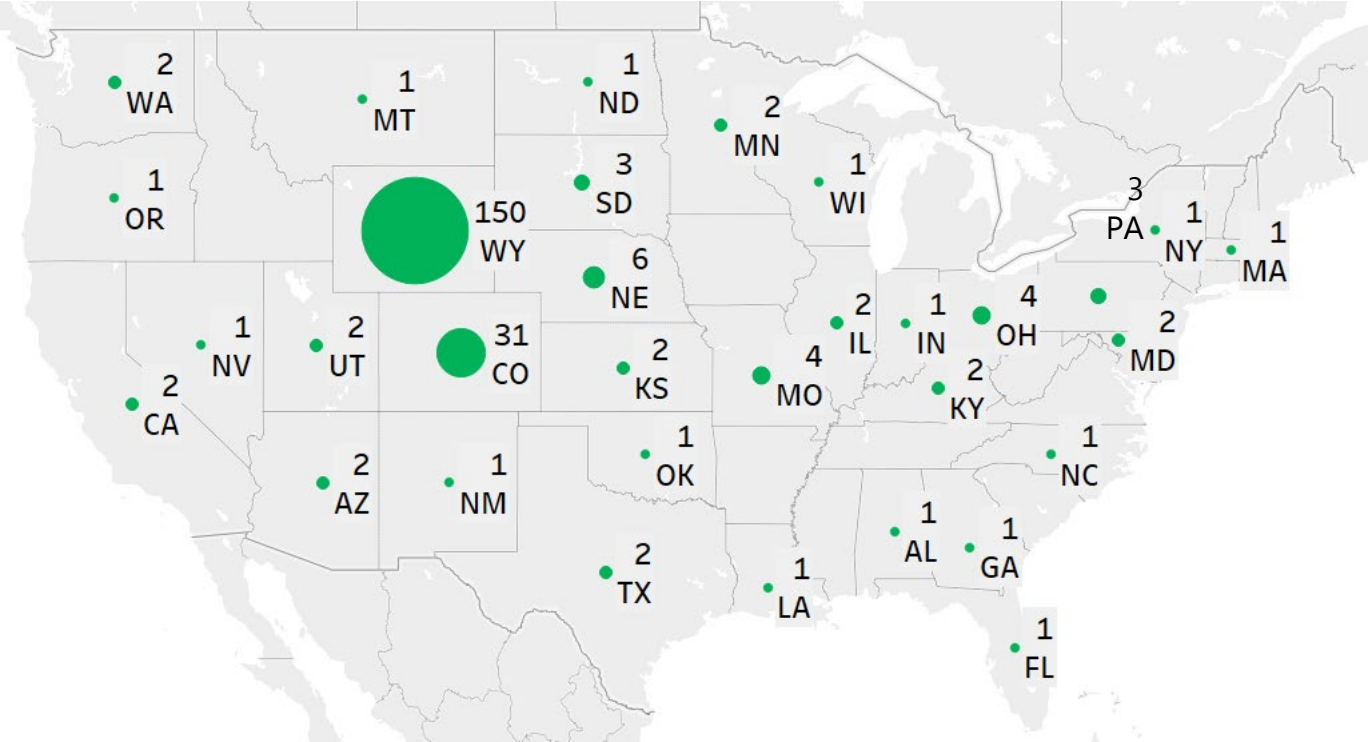 2
WA
1
MT
1
ND
2
MN
1
WI
1
OR
150
WY
3
SD
6
NE
3
PA
1
NY
1
MA
1
NV
2
UT
31
CO
2
KS
4
MO
2
IL
1
IN
4
OH
2
MD
2
KY
2
CA
2
AZ
1
NM
1
OK
1
NC
2
TX
1
LA
1
AL
1
GA
1
FL